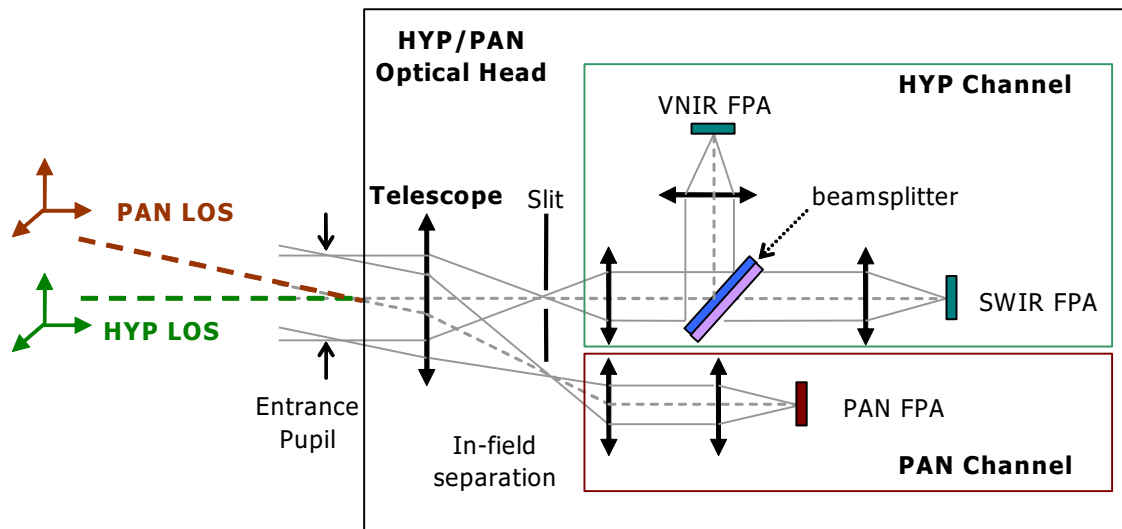 HYP/PAN
Optical Head
HYP Channel
VNIR FPA
PAN LOS
Telescope
Slit
beamsplitter
HYP LOS
SWIR FPA
Entrance
Pupil
In-field
separation
PAN FPA
PAN Channel